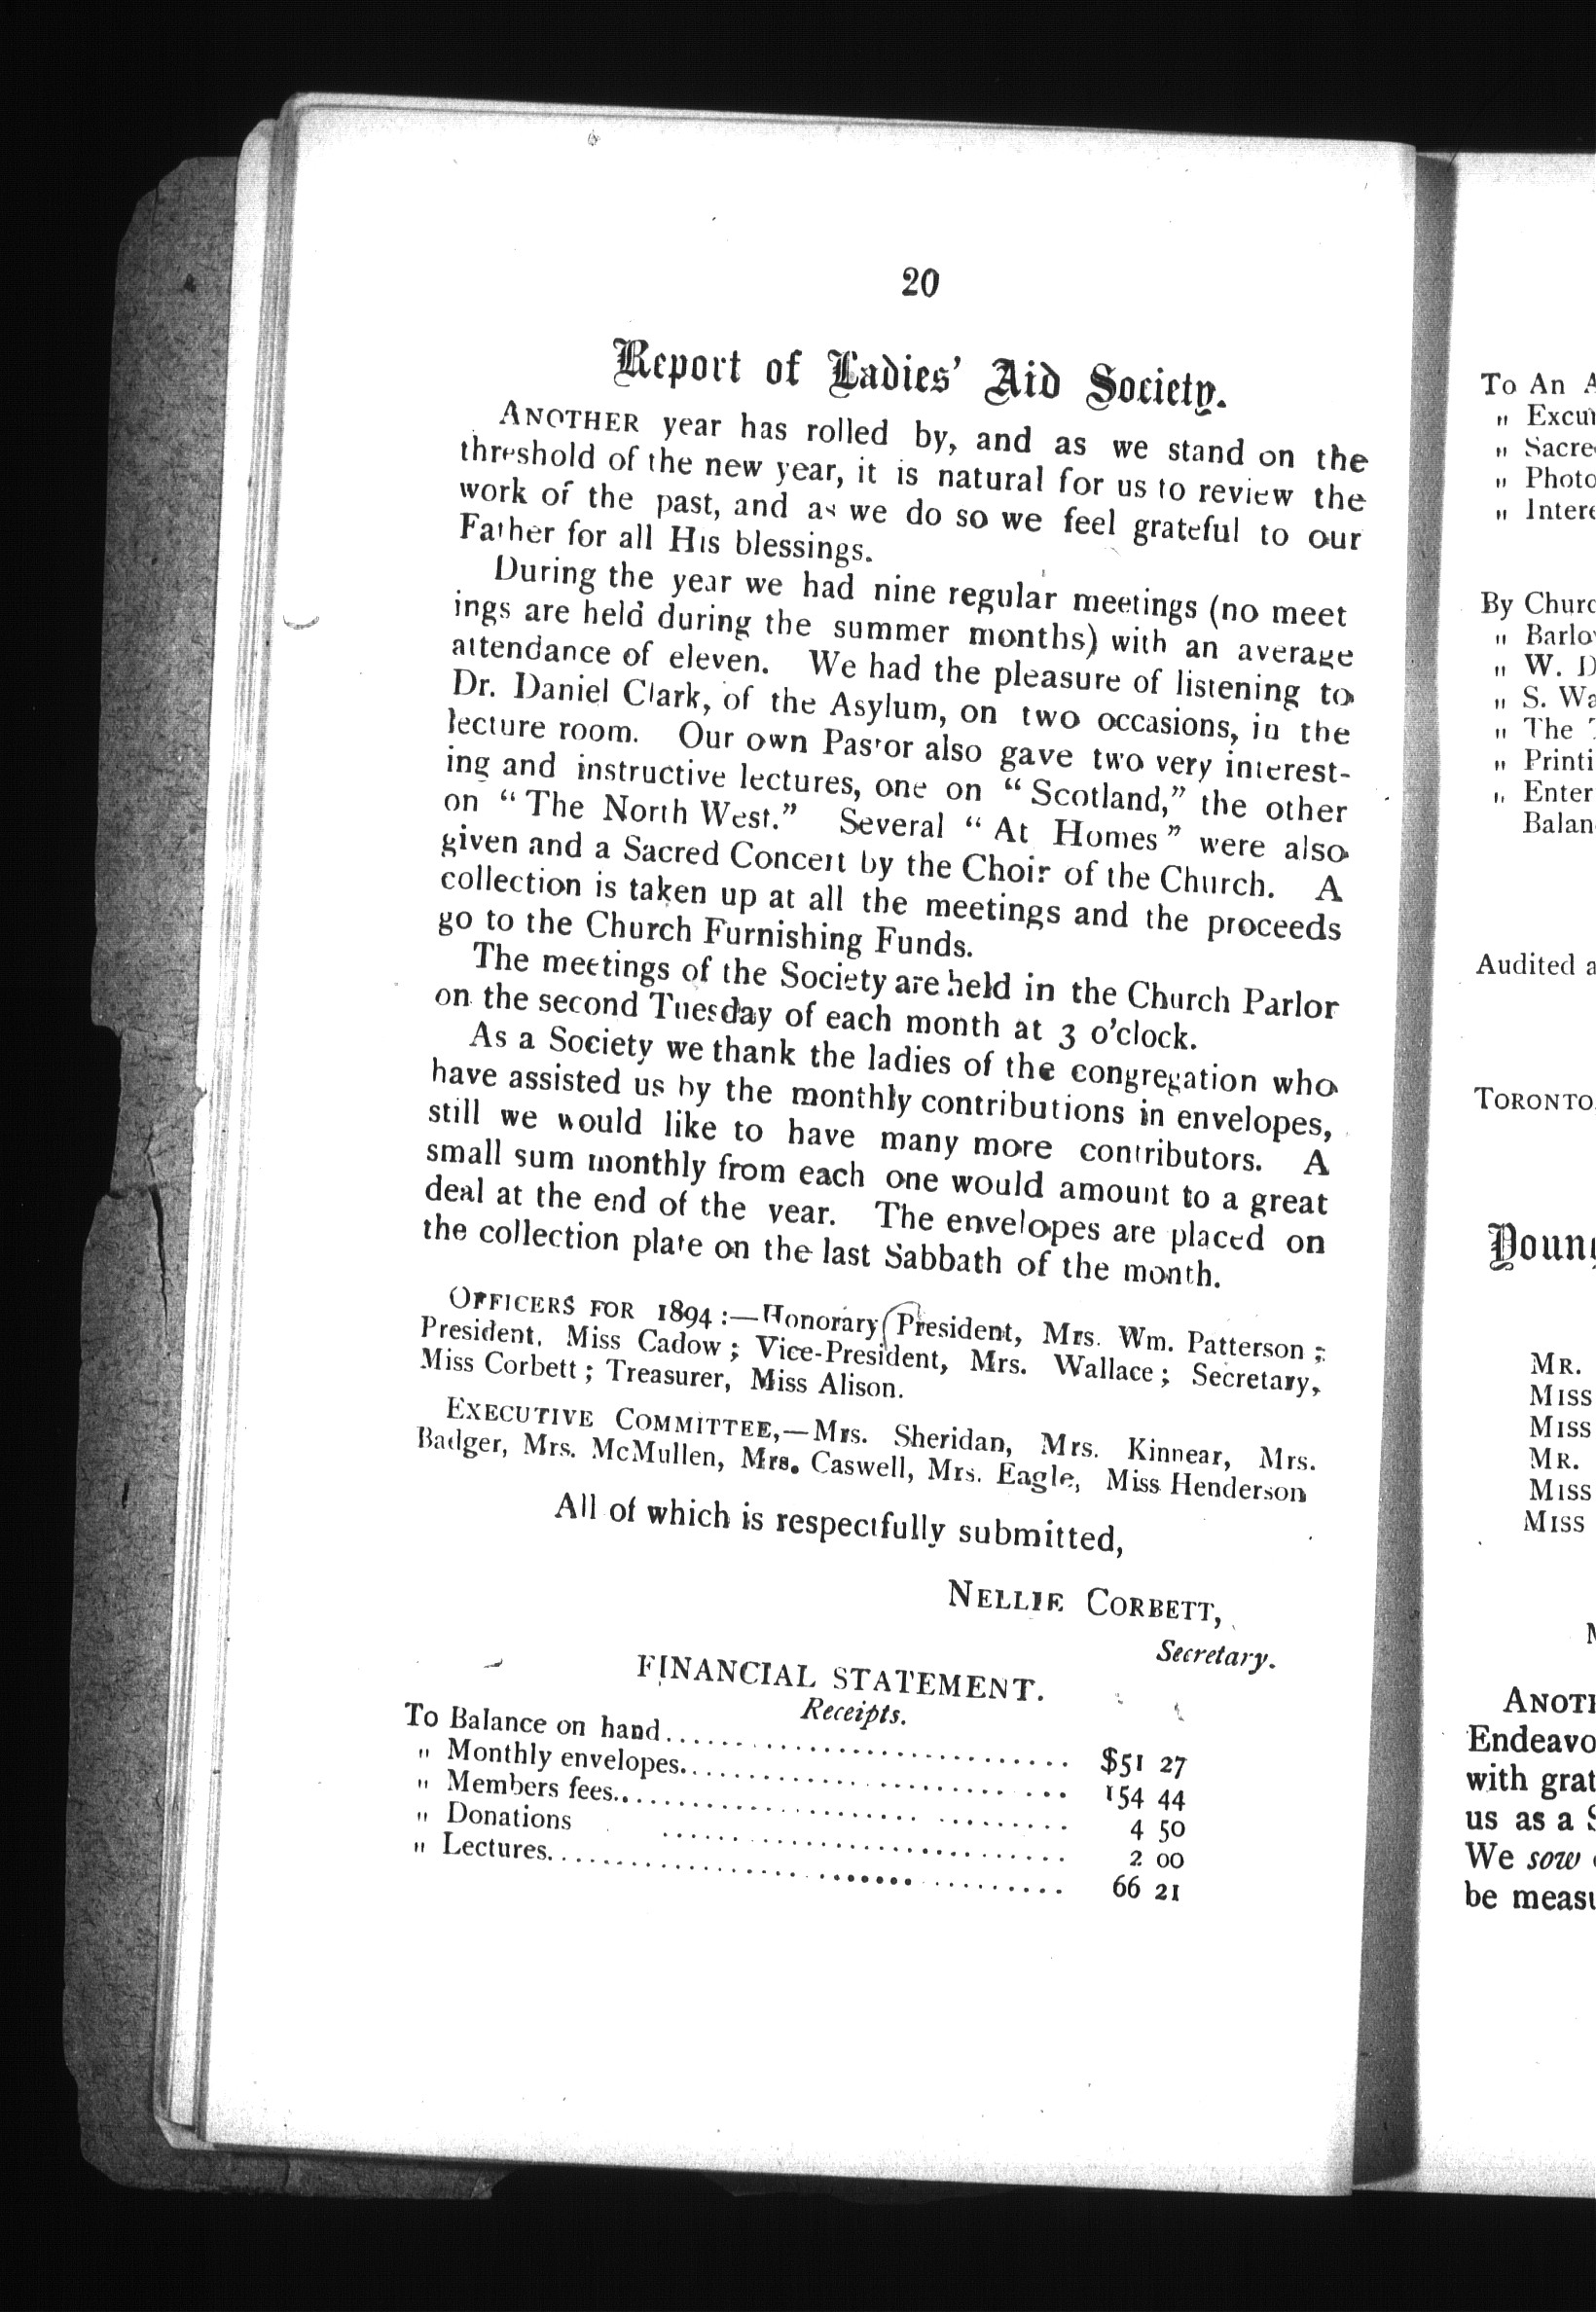 20
Report of Ladies' Aid Society.
ANOTHER year has rolled by, and as we stand on the
threshold of the new year, it is natural for us to review the
work of the past, and as we do so we feel grateful to our
Father for all His blessings.
During the year we had nine regular meetings (no meet
ings are held during the summer months) with an average
attendance of eleven. We had the pleasure of listening to
Dr. Daniel Clark, of the Asylum, on two occasions, in the
lecture room. Our own Pastor also gave two very interest-
ing and instructive lectures, one on "Scotland," the other
on "The North West." Several "At Homes" were also
given and a Sacred Concert by the Choir of the Church. A
collection is taken up at all the meetings and the proceeds
go to the Church Furnishing Funds.
The meetings of the Society are held in the Church Parlor
on the second Tuesday of each month at 3 o'clock.
As a Society we thank the ladies of the congregation who
have assisted us by the monthly contributions in envelopes,
still we would like to have many more contributors. A
small sum monthly from each one would amount to a great
deal at the end of the year. The envelopes are placed on
the collection plate on the last Sabbath of the month.
OFFICERS FOR 1894:—Honorary President, Mrs. Wm. Patterson;
President, Miss Cadow; Vice-President, Mrs. Wallace; Secretary,
Miss Corbett; Treasurer, Miss Alison.
EXECUTIVE COMMITTEE,—Mrs. Sheridan, Mrs. Kinnear, Mrs.
Badger, Mrs. McMullen, Mrs. Caswell, Mrs. Eagle, Miss Henderson
All of which is respectfully submitted,
NELLIE CORBETT,
Secretary.
FINANCIAL STATEMENT.
Receipts.
To Balance on hand.............................. $51 27
" Monthly envelopes.............................. 154 44
" Members fees.............................. 4 50
" Donations .............................. 2 00
" Lectures.............................. 66 21
To An A
" Excu
" Sacre
" Photo
" Intere
By Churc
" Barlo
" W. D
" S. Wa
" The
" Printi
" Enter
Balan
Audited a
TORONTO
Young
MR.
MISS
MISS
MR.
MISS
MISS
ANOTH
Endeavo
with grat
us as a S
We sow
be measu